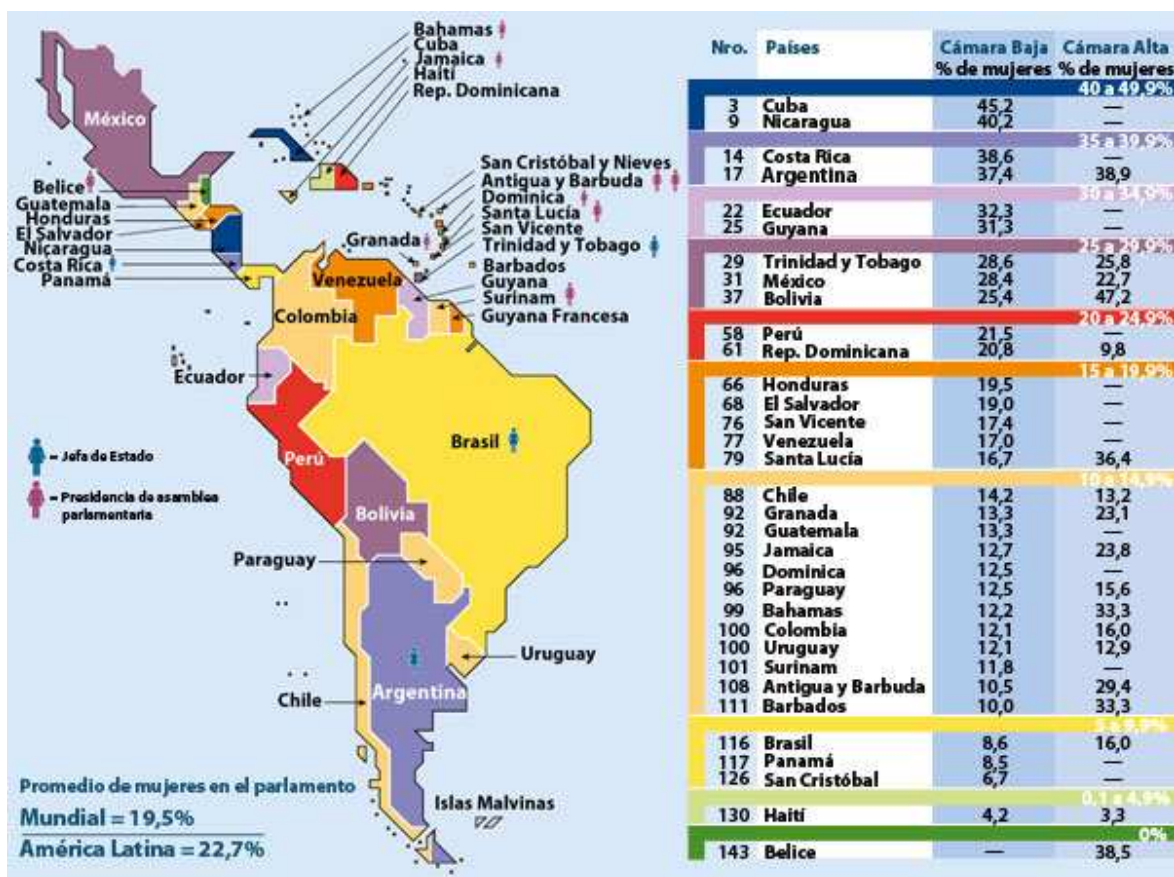 Bahamas
Cuba
Jamaica
Haití
Rep. Dominicana
México
Belice
Guatemala
Honduras
El Salvador
Nicaragua
Costa Rica
Panamá
San Cristóbal y Nieves
Antigua y Barbuda
Dominica
Santa Lucía
San Vicente
Granada
Trinidad y Tobago
Barbados
Guyana
Surinam
Guyana Francesa
Venezuela
Colombia
Ecuador
Brasil
Perú
= Jefa de Estado
= Presidencia de asamblea
parlamentaria
Bolivia
Paraguay
Uruguay
Chile
Argentina
Islas Malvinas
Promedio de mujeres en el parlamento
Mundial = 19,5%
América Latina = 22,7%
Nro. Países Cámara Baja Cámara Alta
% de mujeres % de mujeres
40 a 49,9%
3 Cuba 45,2 —
9 Nicaragua 40,2 —
35 a 39,9%
14 Costa Rica 38,6 —
17 Argentina 37,4 38,9
30 a 34,9%
22 Ecuador 32,3 —
25 Guyana 31,3 —
25 a 29,9%
29 Trinidad y Tobago 28,6 25,8
31 México 28,4 22,7
37 Bolivia 25,4 47,2
20 a 24,9%
58 Perú 21,5 —
61 Rep. Dominicana 20,8 9,8
15 a 19,9%
66 Honduras 19,5 —
68 El Salvador 19,0 —
76 San Vicente 17,4 —
77 Venezuela 17,0 —
79 Santa Lucía 16,7 36,4
10 a 14,9%
88 Chile 14,2 13,2
92 Granada 13,3 23,1
92 Guatemala 13,3 —
95 Jamaica 12,7 23,8
96 Dominica 12,5 —
96 Paraguay 12,5 15,6
99 Bahamas 12,2 33,3
100 Colombia 12,1 16,0
100 Uruguay 12,1 12,9
101 Surinam 11,8 —
108 Antigua y Barbuda 10,5 29,4
111 Barbados 10,0 33,3
5 a 9,9%
116 Brasil 8,6 16,0
117 Panamá 8,5 —
126 San Cristóbal 6,7 —
0,1 a 4,9%
130 Haití 4,2 3,3
0%
143 Belice — 38,5